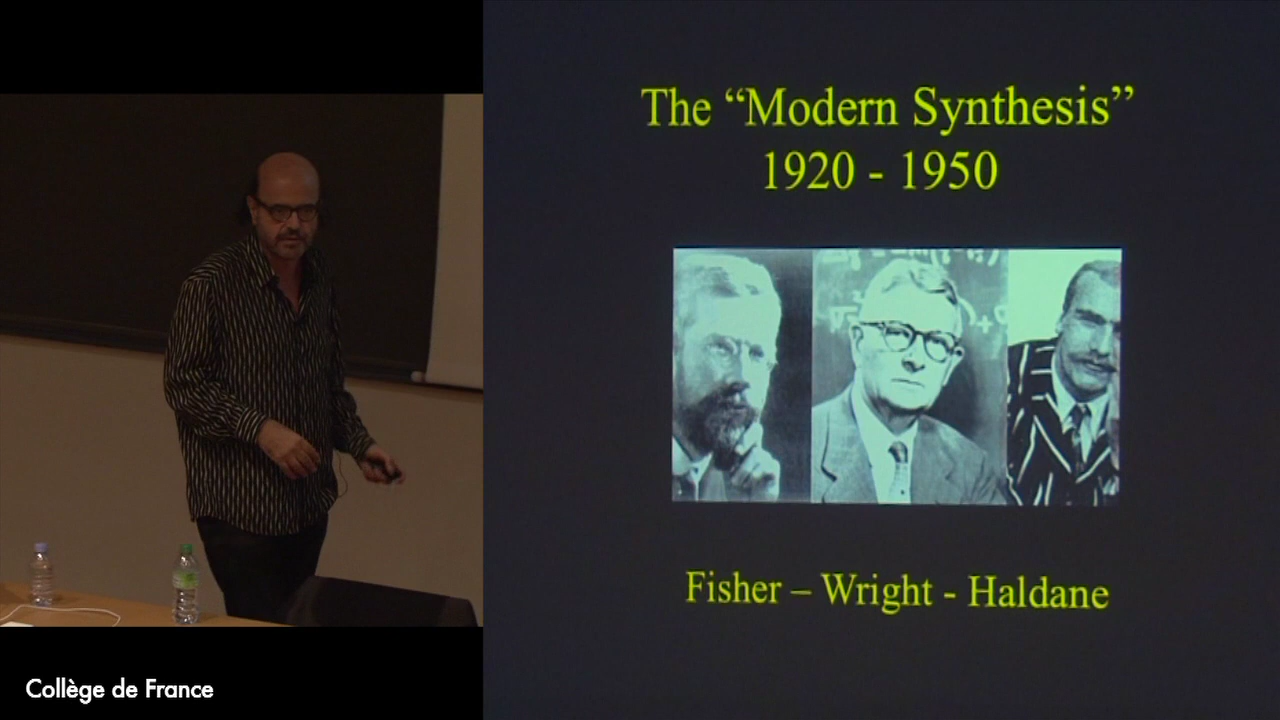 The “Modern Synthesis”
1920 - 1950
Fisher – Wright - Haldane
Collège de France